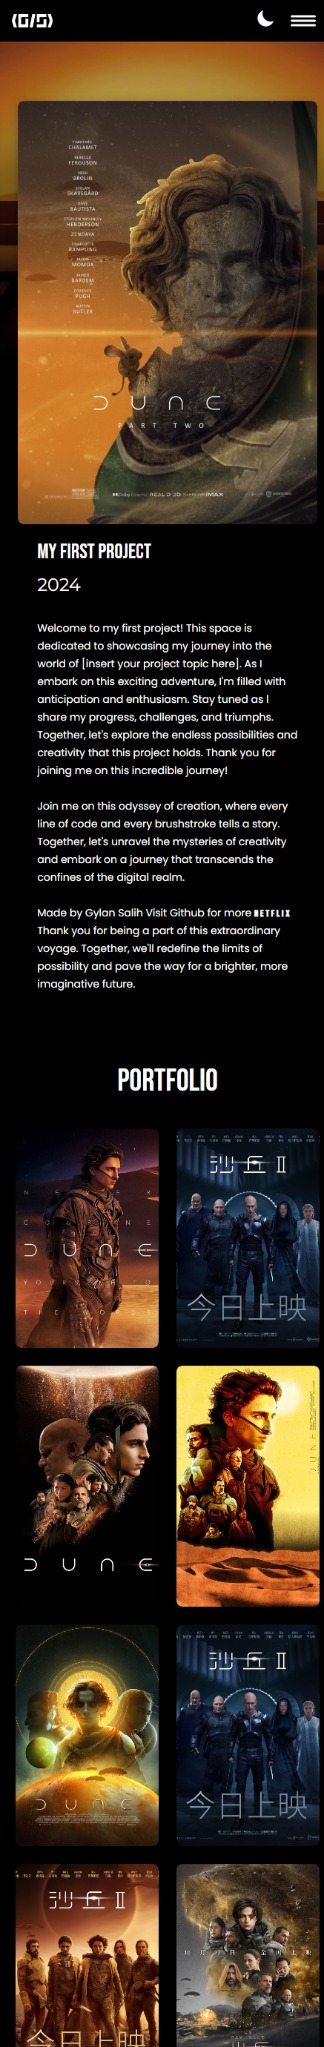 (G/S)
TIMOTHÉE
CHALAMET
REBECCA
FERGUSON
JOSH
BROLIN
STELLAN
SKARSGÅRD
DAVE
BAUTISTA
STEPHEN MCKINLEY
HENDERSON
ZENDAYA
CHARLOTTE
RAMPLING
JASON
MOMOA
JAVIER
BARDEM
FLORENCE
PUGH
AUSTIN
BUTLER
DUNE
PART TWO
Dolby Cinema REAL D 3D IMAX
MY FIRST PROJECT
2024
Welcome to my first project! This space is
dedicated to showcasing my journey into the
world of [insert your project topic here]. As I
embark on this exciting adventure, I'm filled with
anticipation and enthusiasm. Stay tuned as I
share my progress, challenges, and triumphs.
Together, let's explore the endless possibilities and
creativity that this project holds. Thank you for
joining me on this incredible journey!
Join me on this odyssey of creation, where every
line of code and every brushstroke tells a story.
Together, let's unravel the mysteries of creativity
and embark on a journey that transcends the
confines of the digital realm.
Made by Gylan Salih Visit Github for more NETFLIX
Thank you for being a part of this extraordinary
voyage. Together, we'll redefine the limits of
possibility and pave the way for a brighter, more
imaginative future.
PORTFOLIO
DUNE
沙丘 II
今日上映
DUNE
DUNE
DUNE
沙丘 II
今日上映
沙丘 II
今日上映